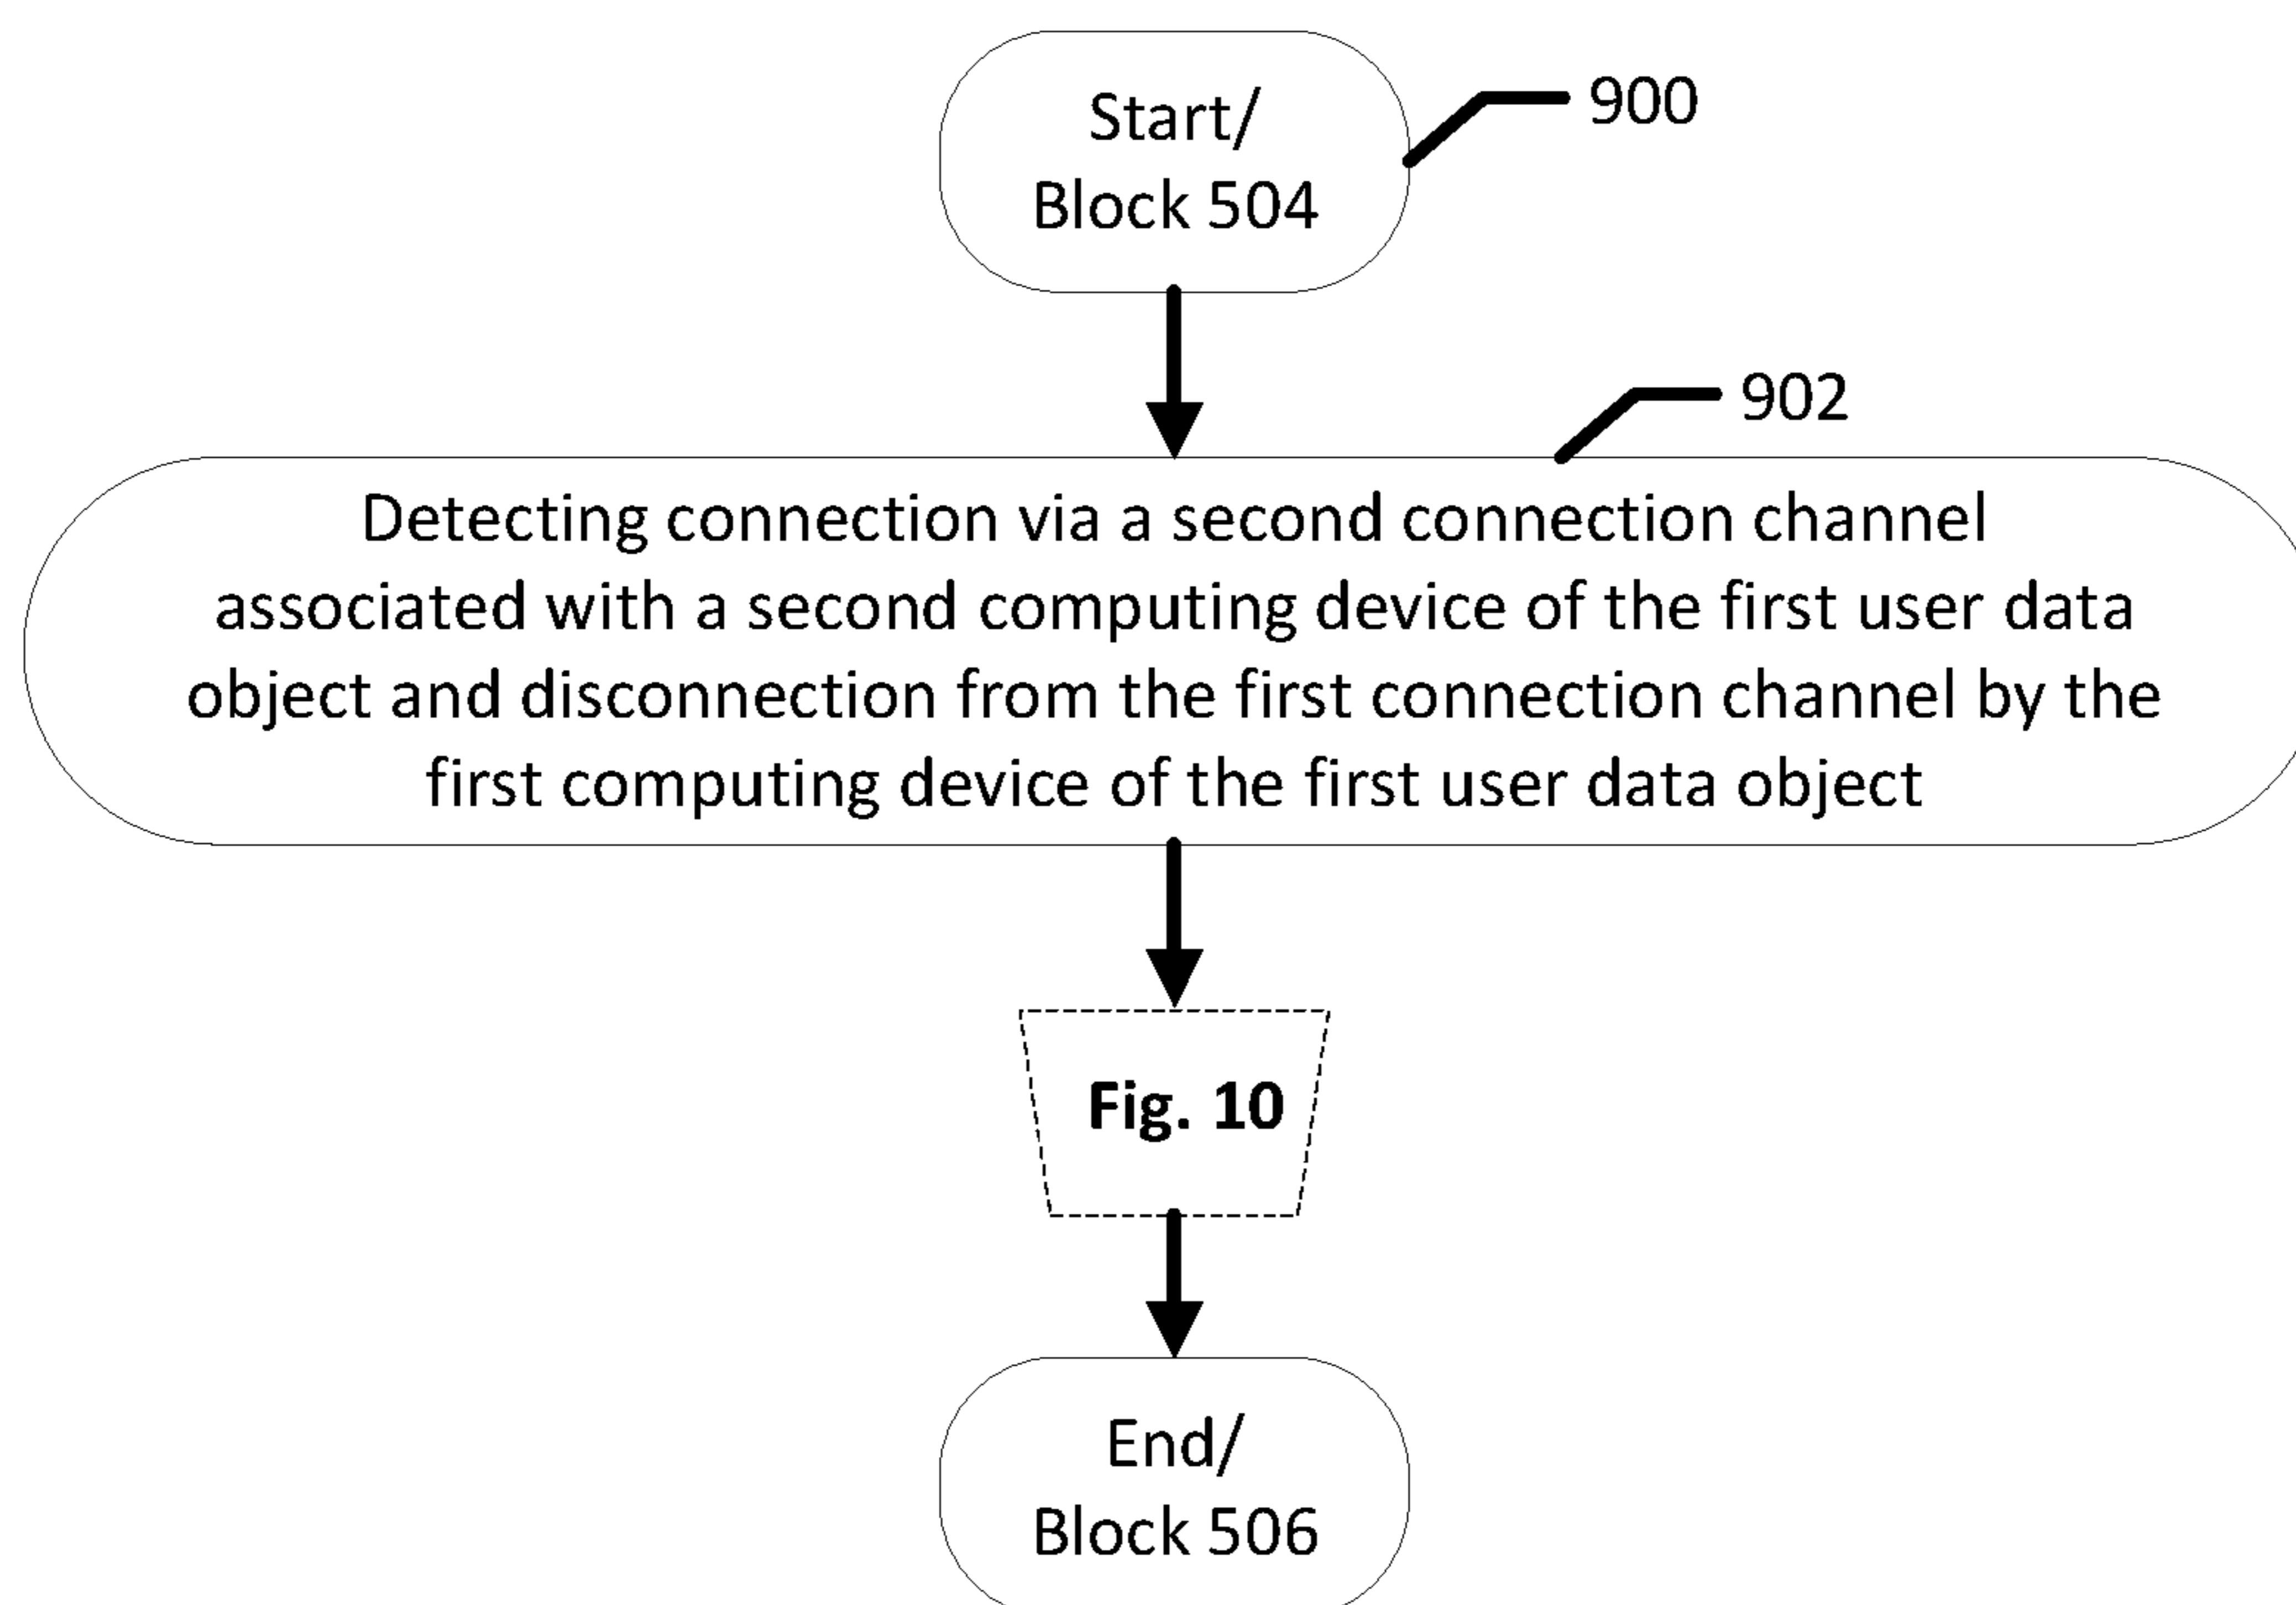 Start/
Block 504
900
902
Detecting connection via a second connection channel
associated with a second computing device of the first user data
object and disconnection from the first connection channel by the
first computing device of the first user data object
Fig. 10
End/
Block 506